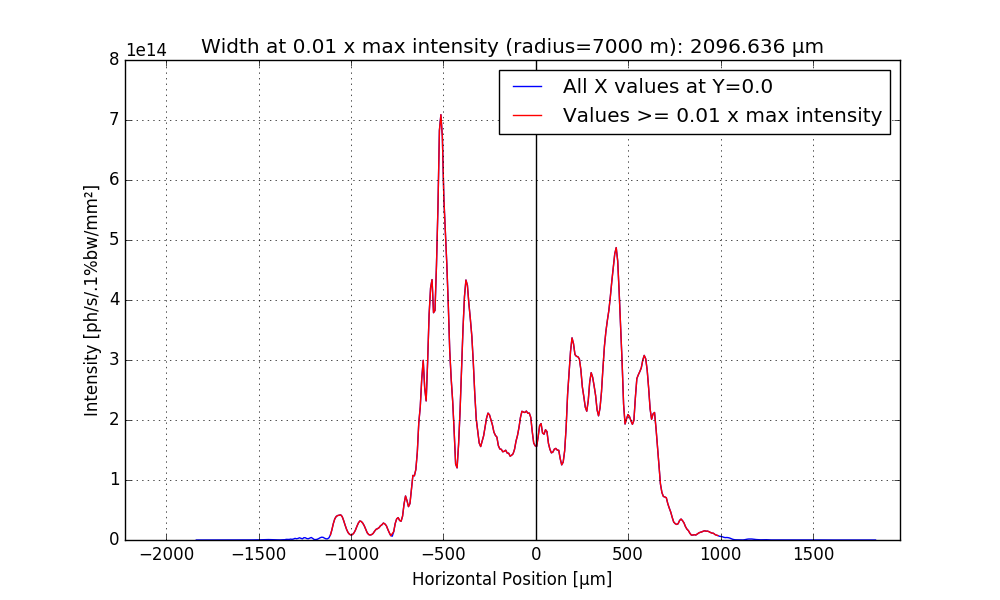 Width at 0.01 x max intensity (radius=7000 m): 2096.636 μm
1e14
All X values at Y=0.0
Values >= 0.01 x max intensity
8
7
6
5
4
3
2
1
0
Intensity [ph/s/.1%bw/mm²]
−2000 −1500 −1000 −500 0 500 1000 1500
Horizontal Position [μm]